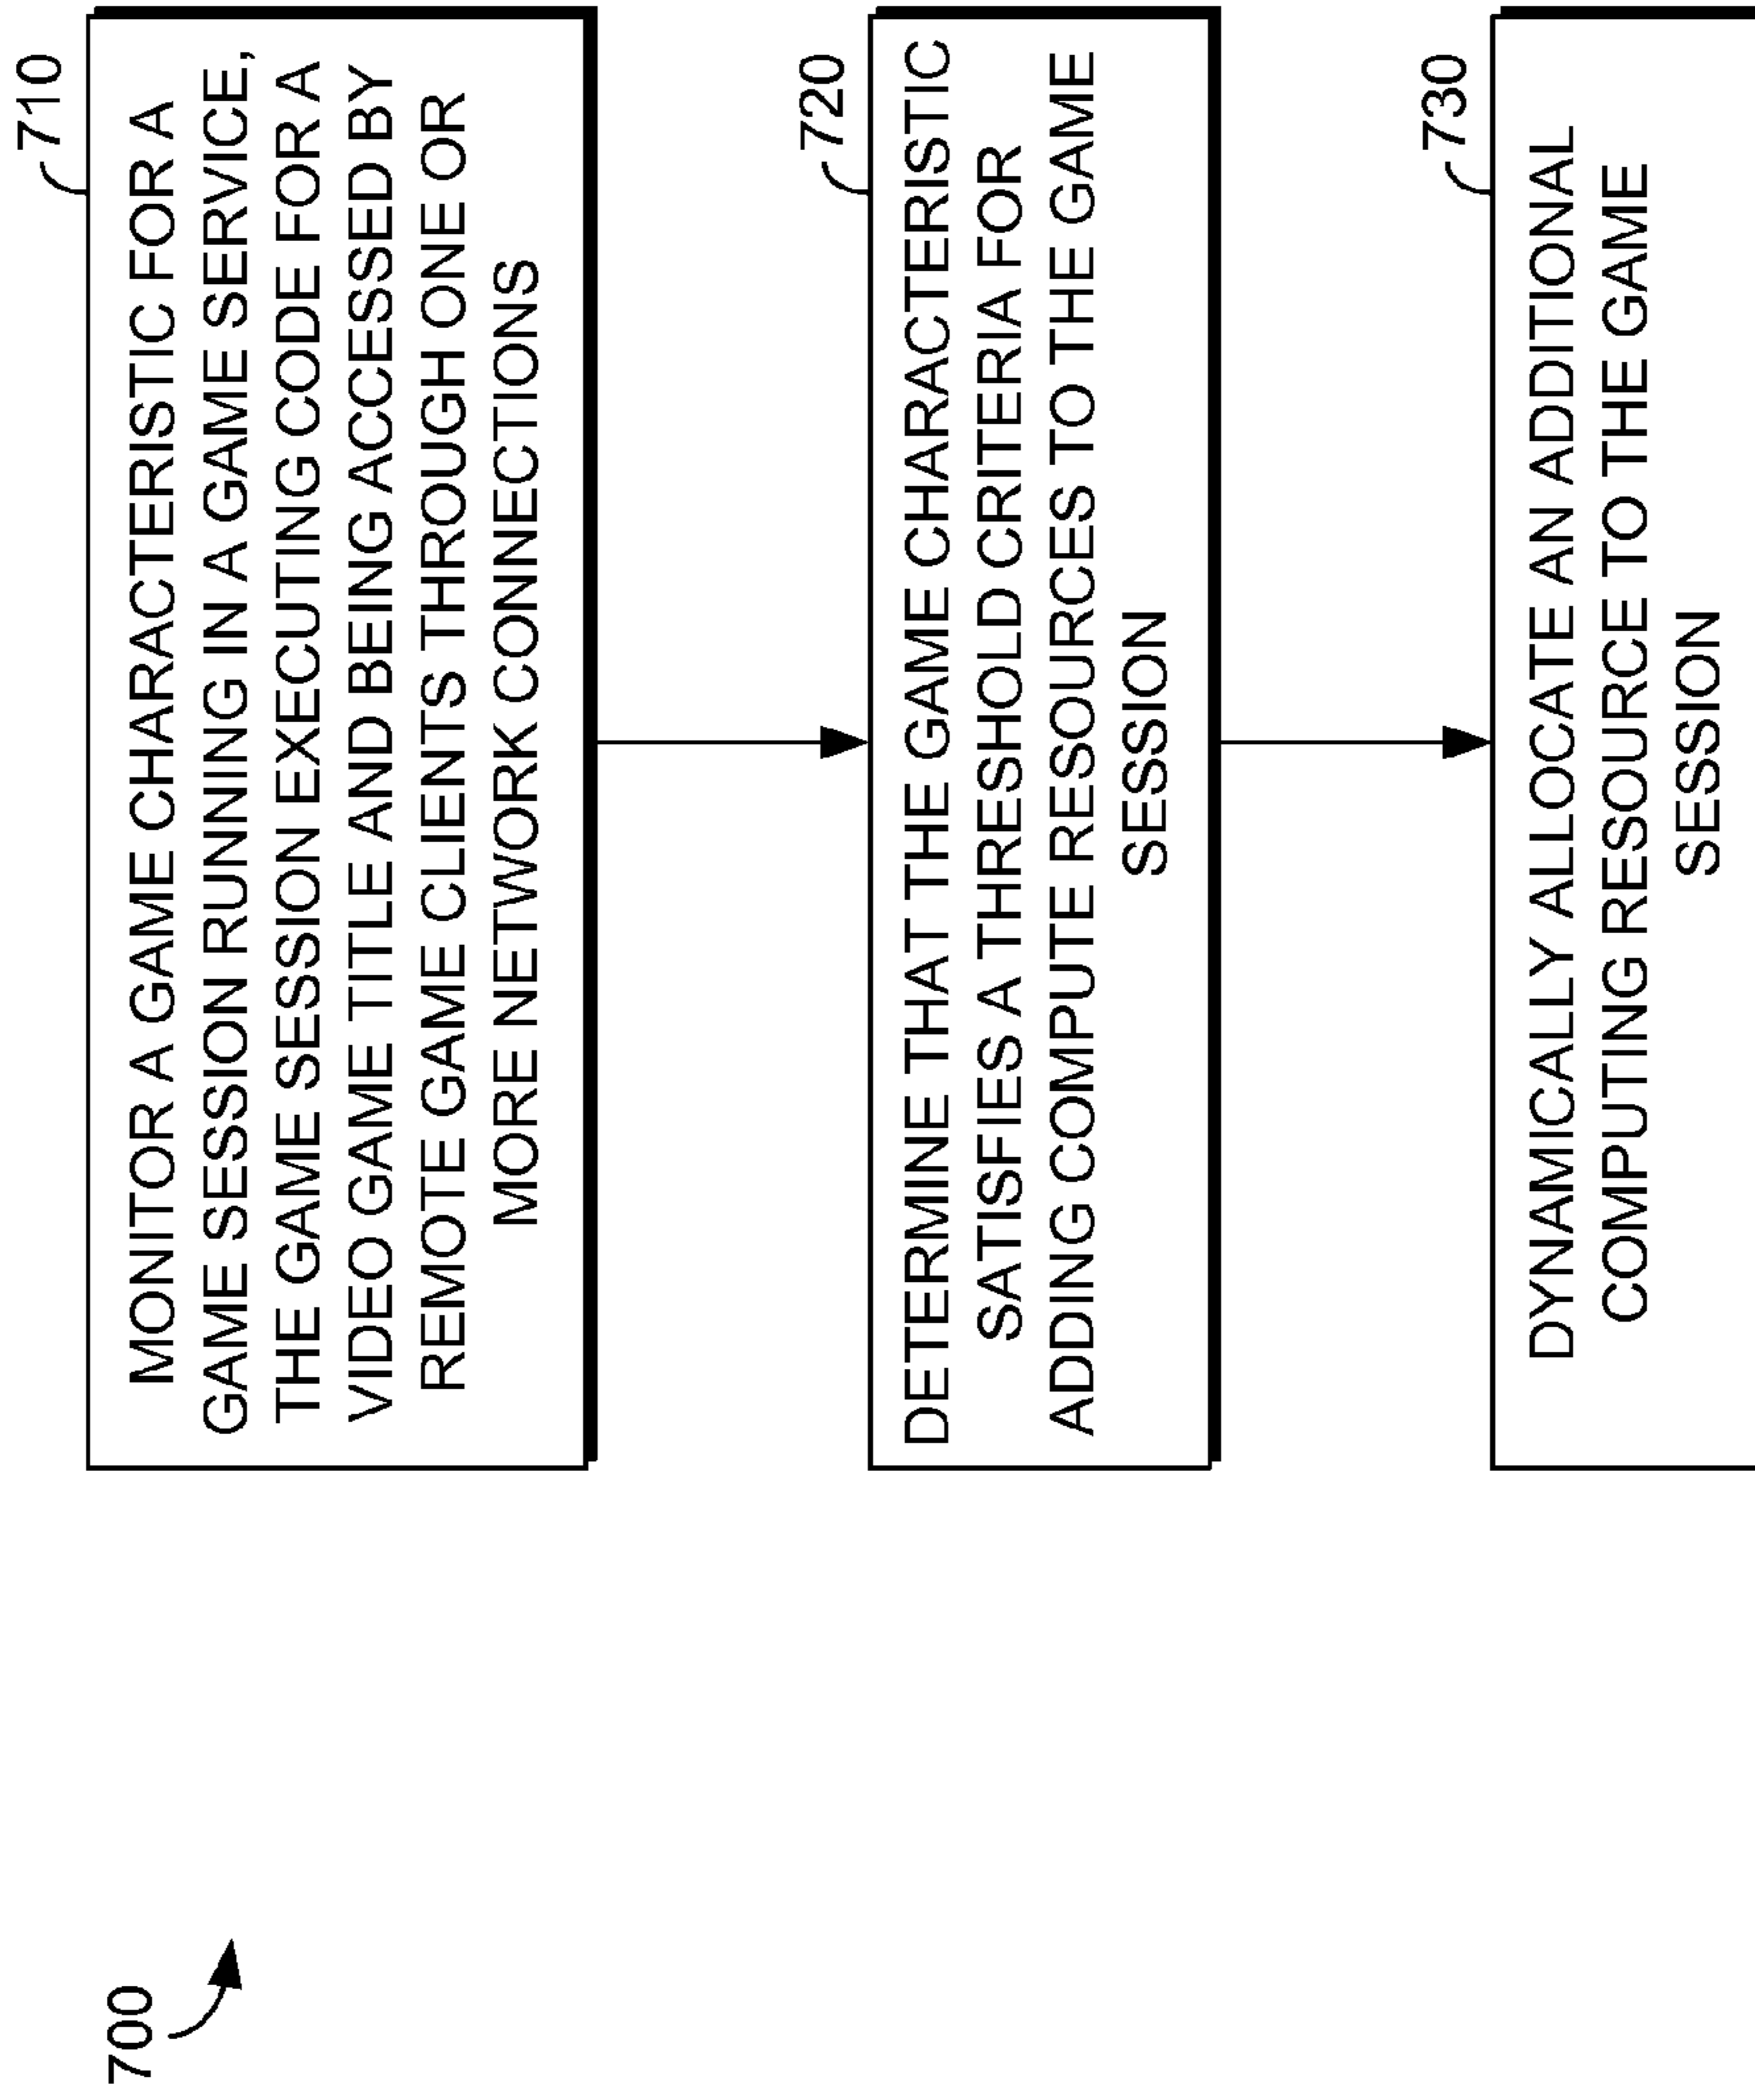 700
710
MONITOR A GAME CHARACTERISTIC FOR A
GAME SESSION RUNNING IN A GAME SERVICE,
THE GAME SESSION EXECUTING CODE FOR A
VIDEO GAME TITLE AND BEING ACCESSED BY
REMOTE GAME CLIENTS THROUGH ONE OR
MORE NETWORK CONNECTIONS
720
DETERMINE THAT THE GAME CHARACTERISTIC
SATISFIES A THRESHOLD CRITERIA FOR
ADDING COMPUTE RESOURCES TO THE GAME
SESSION
730
DYNAMICALLY ALLOCATE AN ADDITIONAL
COMPUTING RESOURCE TO THE GAME
SESSION